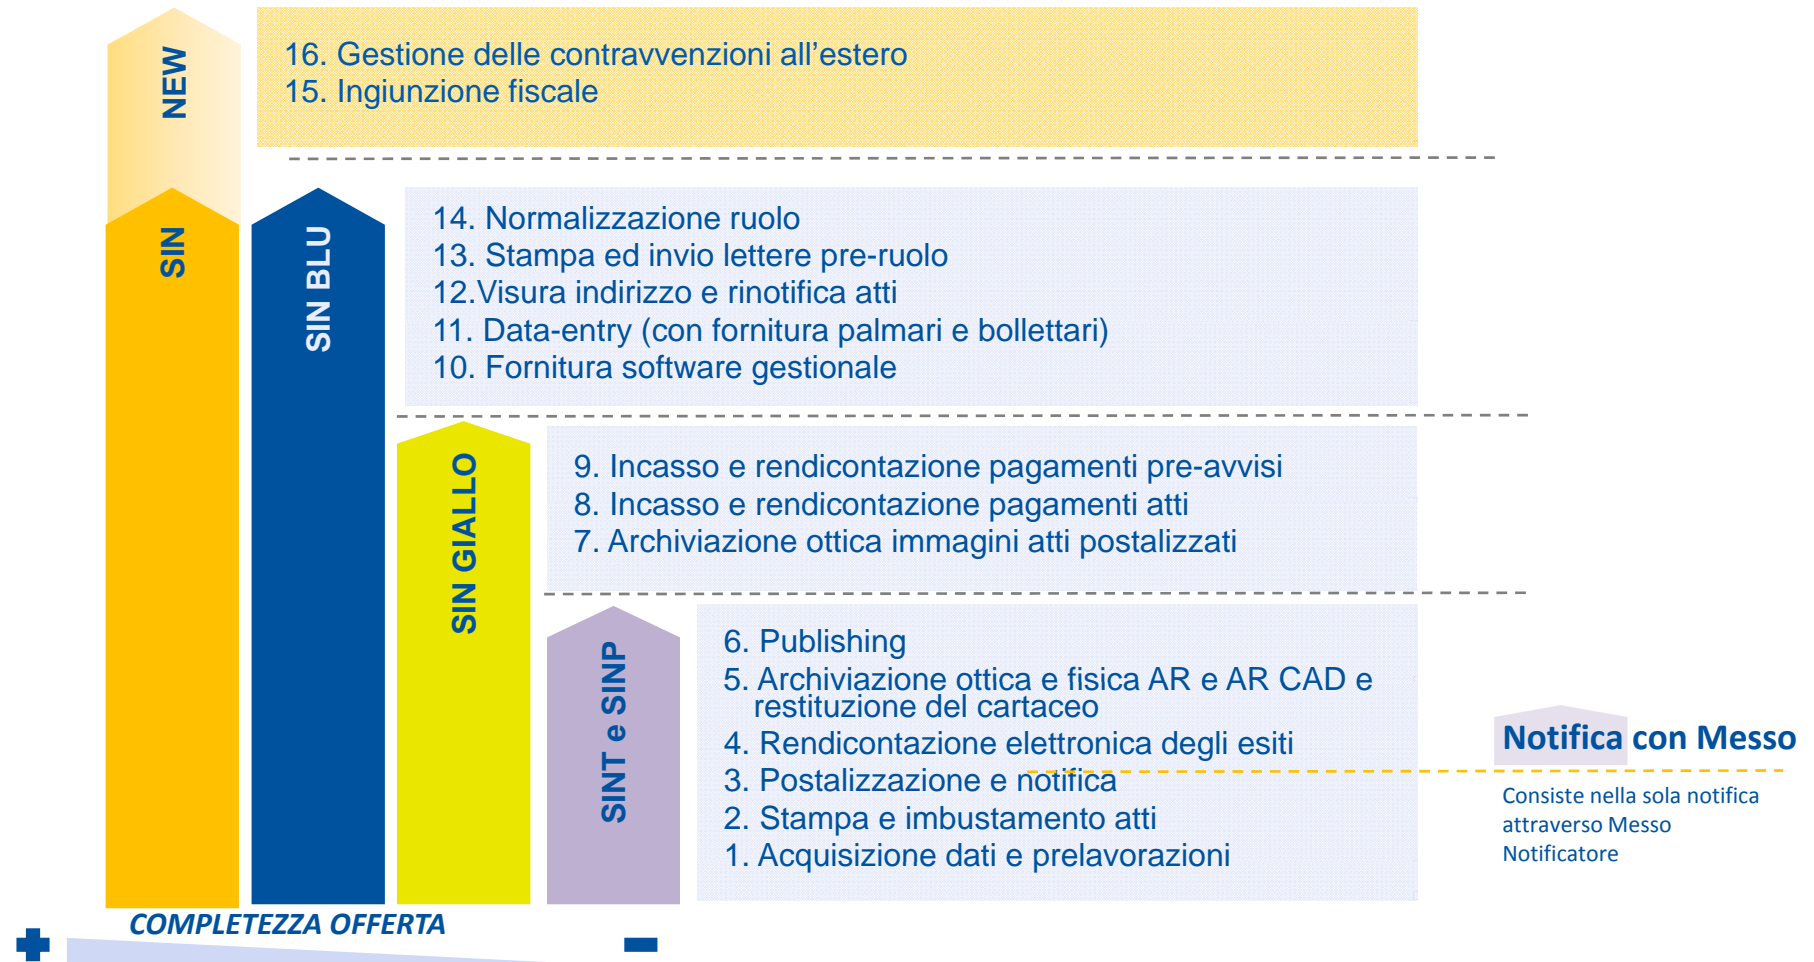 NEW
16. Gestione delle contravvenzioni all'estero
15. Ingiunzione fiscale
SIN
SIN BLU
14. Normalizzazione ruolo
13. Stampa ed invio lettere pre-ruolo
12.Visura indirizzo e rinotifica atti
11. Data-entry (con fornitura palmari e bollettari)
10. Fornitura software gestionale
SIN GIALLO
9. Incasso e rendicontazione pagamenti pre-avvisi
8. Incasso e rendicontazione pagamenti atti
7. Archiviazione ottica immagini atti postalizzati
SINT e SINP
6. Publishing
5. Archiviazione ottica e fisica AR e AR CAD e
restituzione del cartaceo
4. Rendicontazione elettronica degli esiti
3. Postalizzazione e notifica
2. Stampa e imbustamento atti
1. Acquisizione dati e prelavorazioni
Notifica con Messo
Consiste nella sola notifica
attraverso Messo
Notificatore
COMPLETEZZA OFFERTA